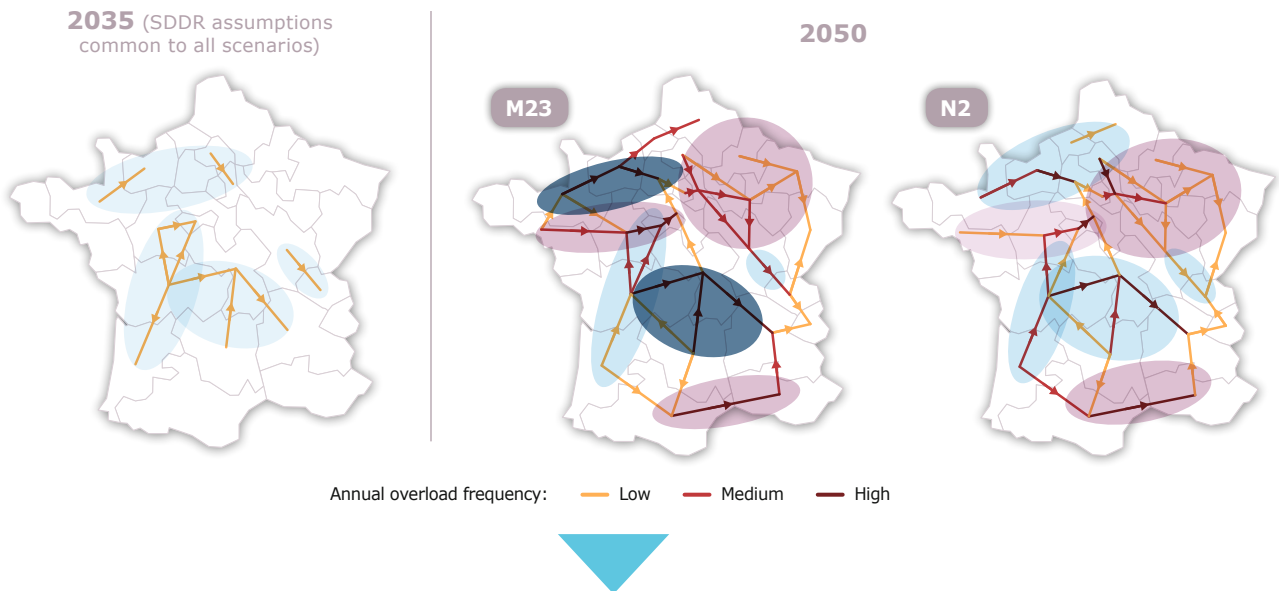 2035 (SDDR assumptions
common to all scenarios)
2050
M23
N2
Annual overload frequency: Low Medium High